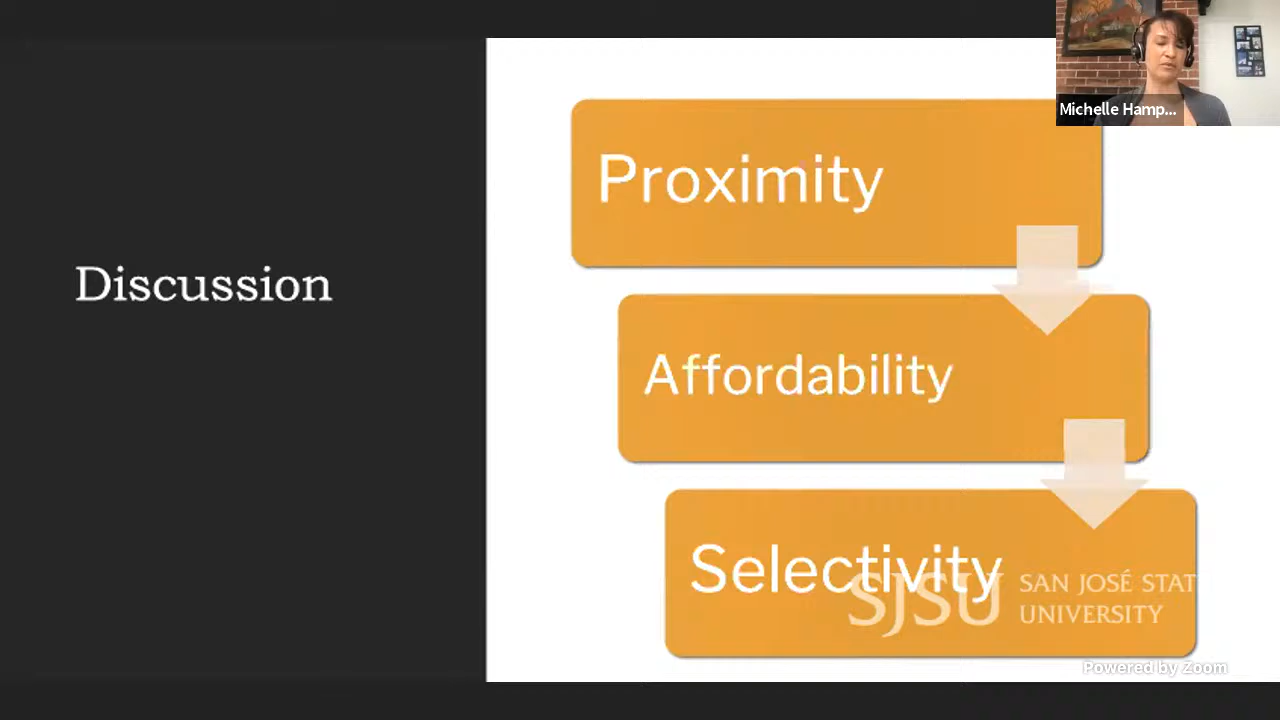 Michelle Hamp...
Discussion
Proximity
Affordability
Selectivity
SJSU
SAN JOSÉ STAT
UNIVERSITY
Powered by Zoom